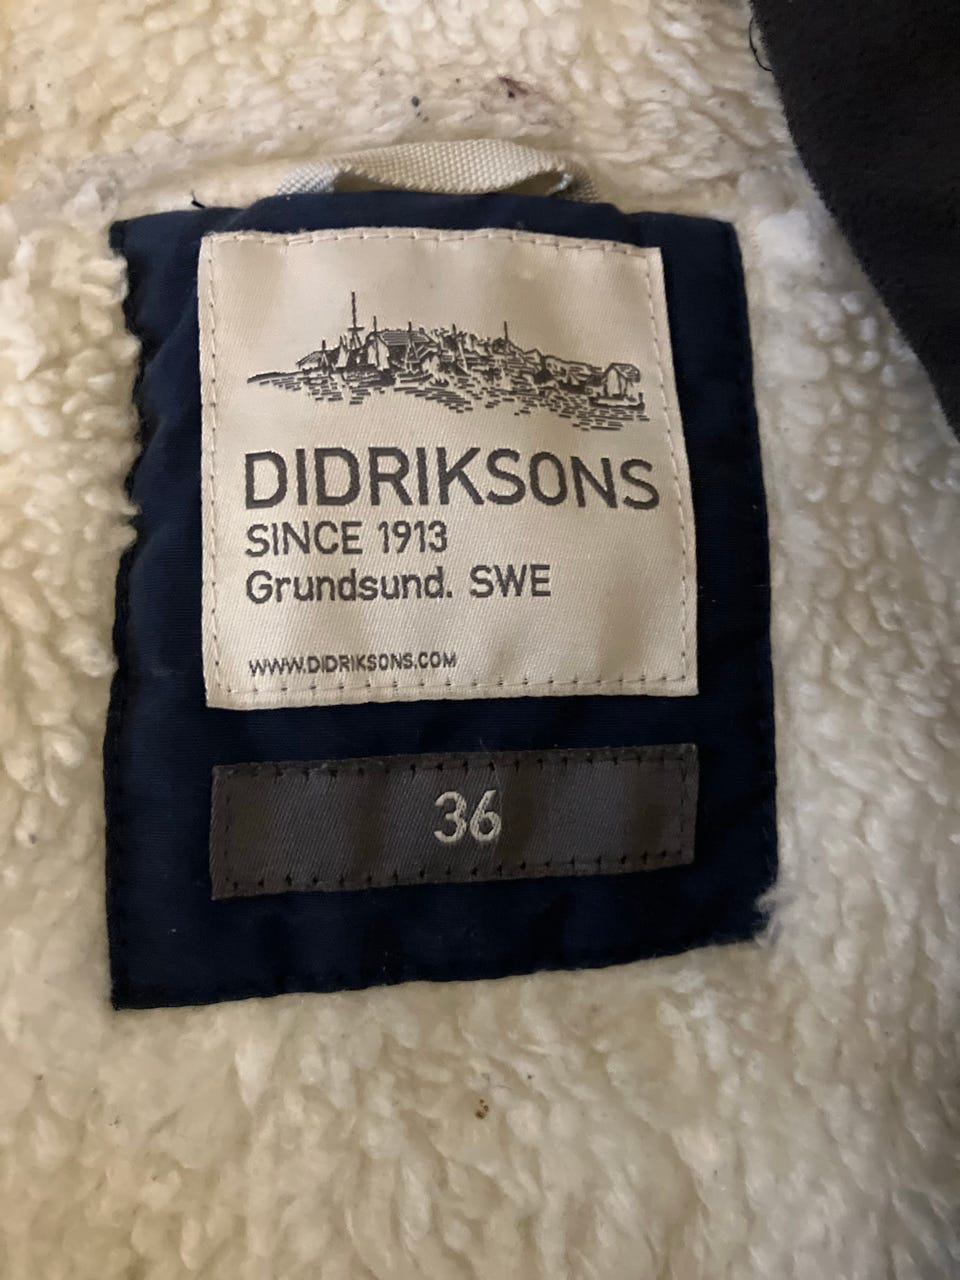 DIDRIKSONS
SINCE 1913
Grundsund. SWE
WWW.DIDRIKSONS.COM
36